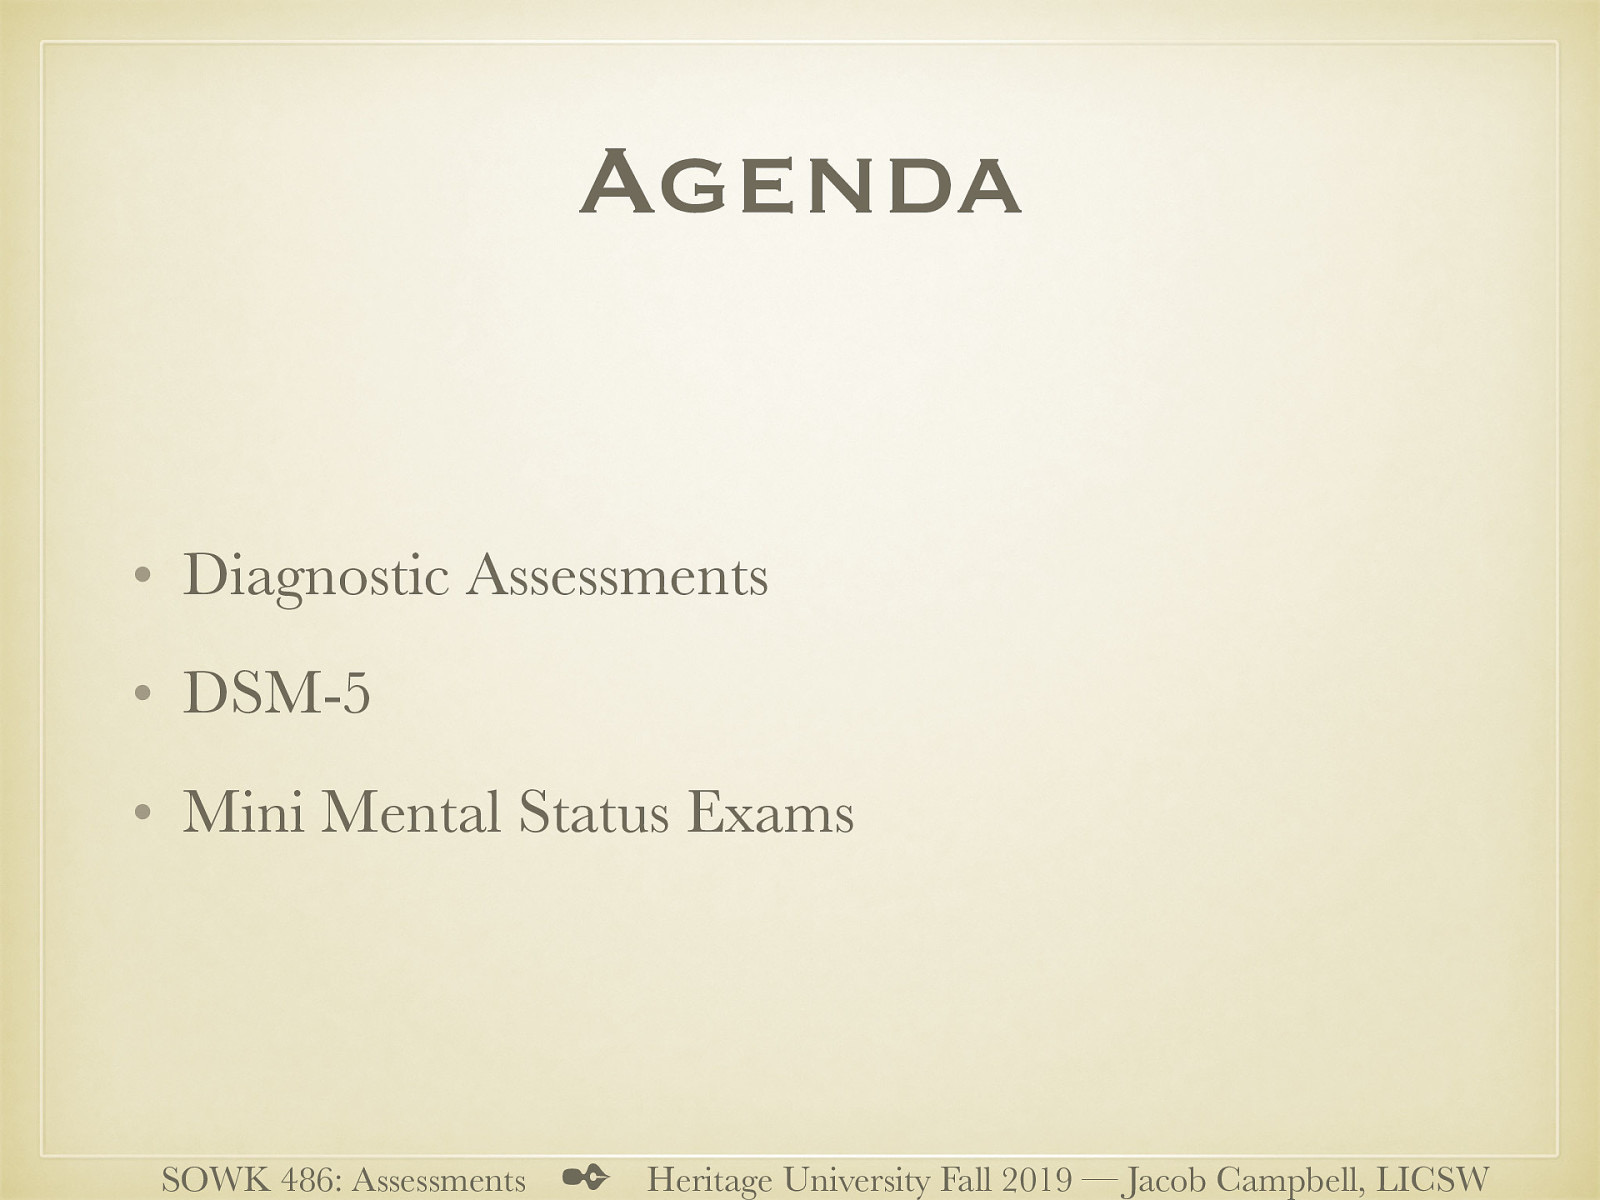 Agenda
• Diagnostic Assessments
• DSM-5
• Mini Mental Status Exams
SOWK 486: Assessments ✒ Heritage University Fall 2019 — Jacob Campbell, LICSW